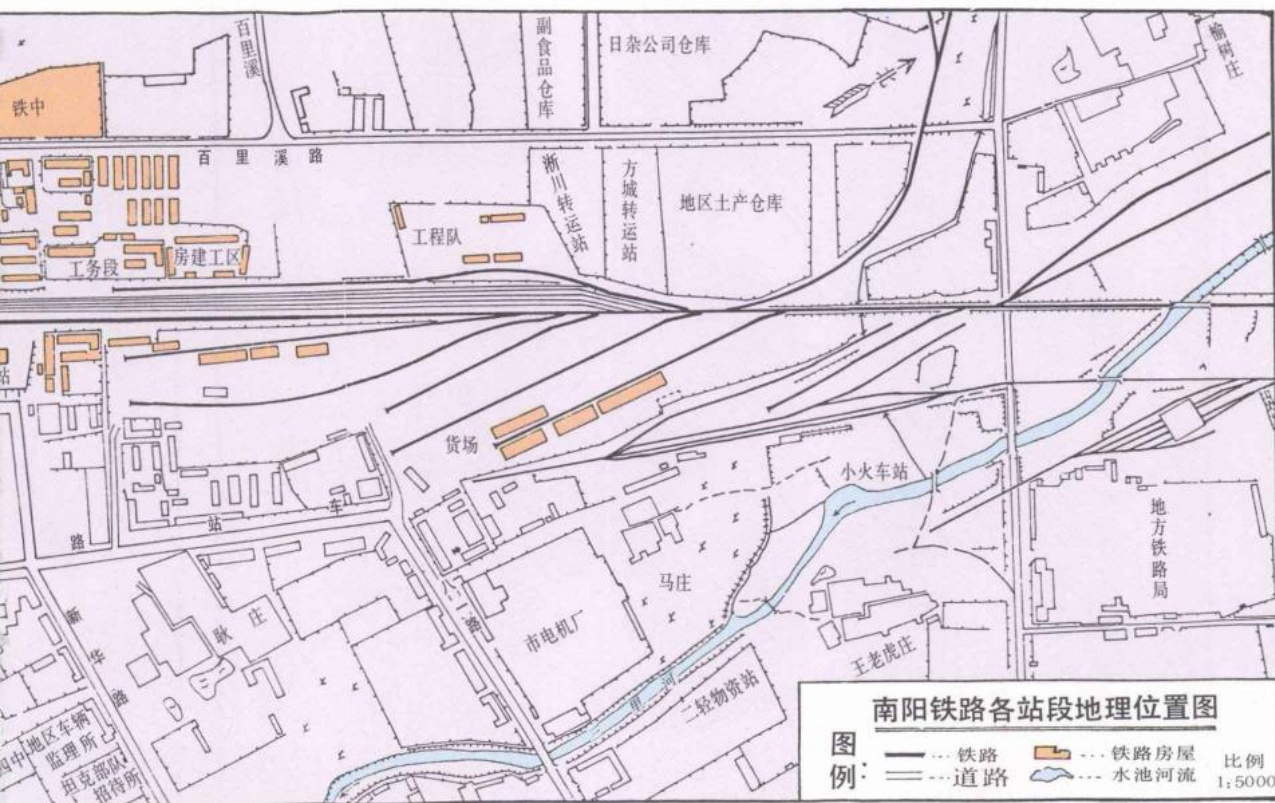 百里溪
副食品仓库
日杂公司仓库
北
榆树庄
铁中
百里溪路
淅川转运站
方城转运站
地区土产仓库
工程队
工务段
房建工区
站
货场
小火车站
车站路
地方铁路局
马庄
耿庄
新华路
市电机厂
王老虎庄
二轻物资站
四中
地区车辆监理所
坦克部队招待所
南阳铁路各站段地理位置图
图例:
铁路
铁路房屋
道路
水池河流
比例
1:5000